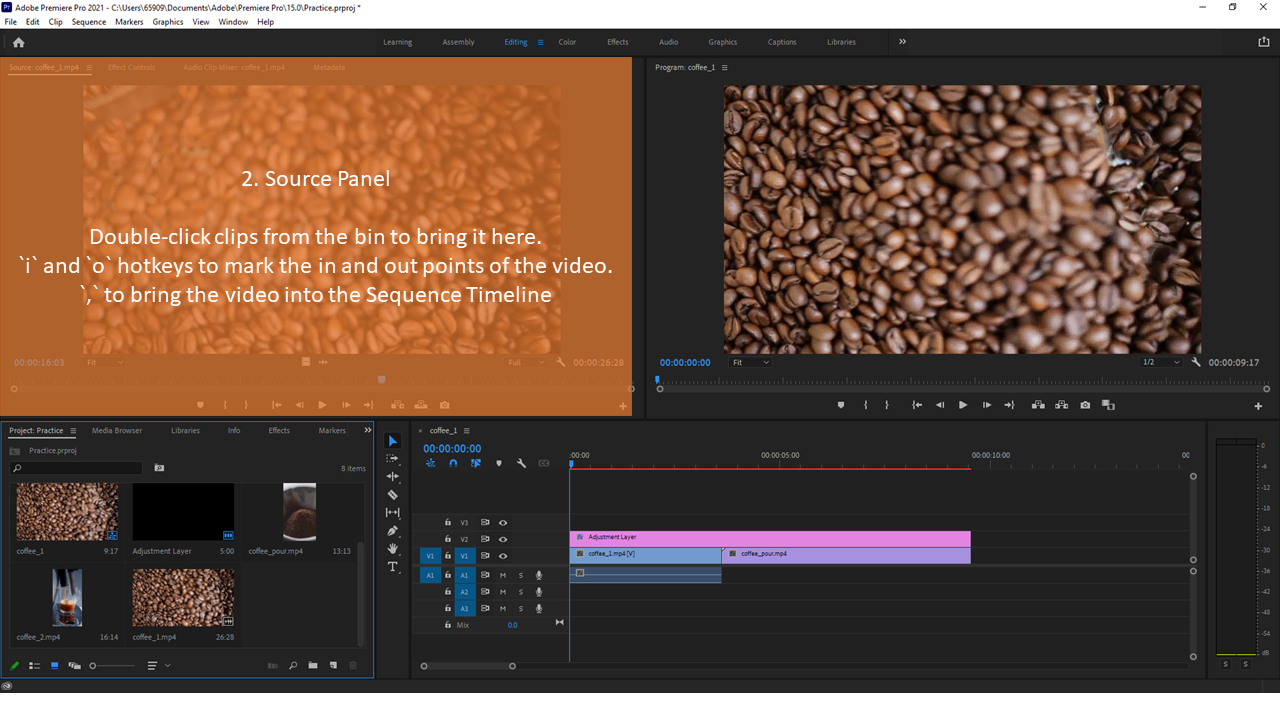 Adobe Premiere Pro 2021 - C:\Users\65909\Documents\Adobe\Premiere Pro\15.0\Practice.prproj *
File Edit Clip Sequence Markers Graphics View Window Help
Learning Assembly Editing Color Effects Audio Graphics Captions Libraries
Source: coffee_1.mp4 Effect Controls Audio Clip Mixer: coffee_1.mp4 Metadata
Program: coffee_1
2. Source Panel
Double-click clips from the bin to bring it here.
`i` and `o` hotkeys to mark the in and out points of the video.
`,` to bring the video into the Sequence Timeline
00:00:16:03 Fit Full 00:00:26:28
00:00:00:00 Fit 1/2 00:00:09:17
Project: Practice Media Browser Libraries Info Effects Markers
Practice.prproj
8 items
coffee_1 9:17 Adjustment Layer 5:00 coffee_pour.mp4 13:13
coffee_2.mp4 16:14 coffee_1.mp4 26:28
× coffee_1
00:00:00:00
:00:00 00:00:05:00 00:00:10:00 00
V3
V2 Adjustment Layer
V1 V1 coffee_1.mp4 [V] coffee_pour.mp4
A1 A1 M S
A2 M S
A3 M S
Mix 0.0
0
-6
-12
-18
-24
-30
-36
-42
-48
-54
dB
S S